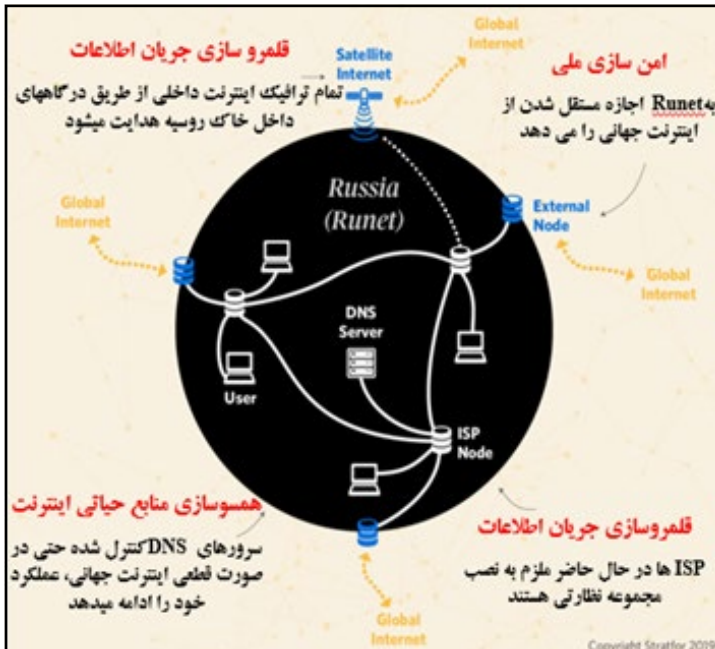 قلمرو سازی جریان اطلاعات
تمام ترافیک اینترنت داخلی از طریق درگاههای
داخل خاک روسیه هدایت میشود
Satellite
Internet
Global
Internet
امن سازی ملی
به Runet اجازه مستقل شدن از
اینترنت جهانی را می دهد
Russia
(Runet)
External
Node
Global
Internet
Global
Internet
DNS
Server
User
ISP
Node
همسوسازی منابع حیاتی اینترنت
سرورهای DNS کنترل شده حتی در
صورت قطعی اینترنت جهانی، عملکرد
خود را ادامه میدهد
قلمروسازی جریان اطلاعات
ISP ها در حال حاضر ملزم به نصب
مجموعه نظارتی هستند
Global
Internet
Copyright Stratfor 2019